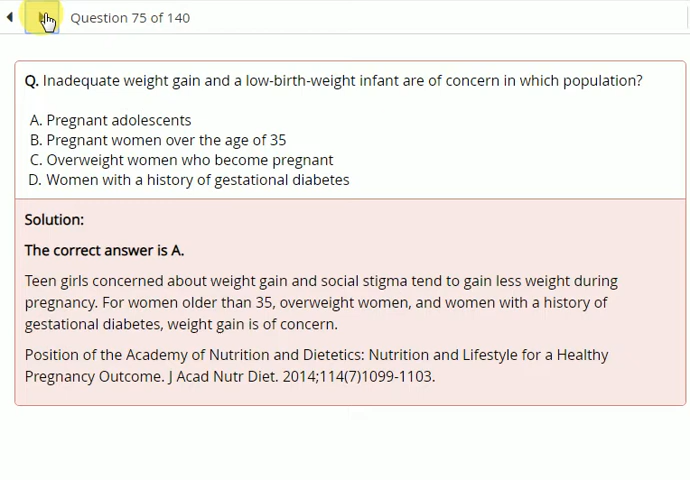 Question 75 of 140
Q. Inadequate weight gain and a low-birth-weight infant are of concern in which population?
A. Pregnant adolescents
B. Pregnant women over the age of 35
C. Overweight women who become pregnant
D. Women with a history of gestational diabetes
Solution:
The correct answer is A.
Teen girls concerned about weight gain and social stigma tend to gain less weight during
pregnancy. For women older than 35, overweight women, and women with a history of
gestational diabetes, weight gain is of concern.
Position of the Academy of Nutrition and Dietetics: Nutrition and Lifestyle for a Healthy
Pregnancy Outcome. J Acad Nutr Diet. 2014;114(7)1099-1103.